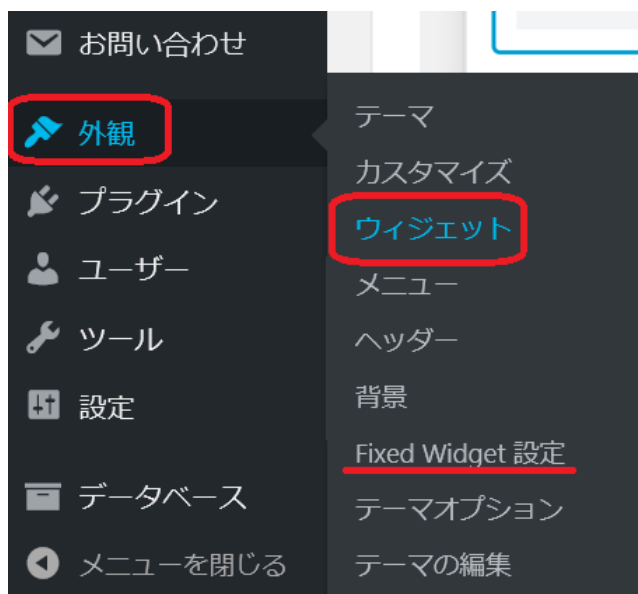 お問い合わせ
外観
プラグイン
ユーザー
ツール
設定
データベース
メニューを閉じる
テーマ
カスタマイズ
ウィジェット
メニュー
ヘッダー
背景
Fixed Widget 設定
テーマオプション
テーマの編集